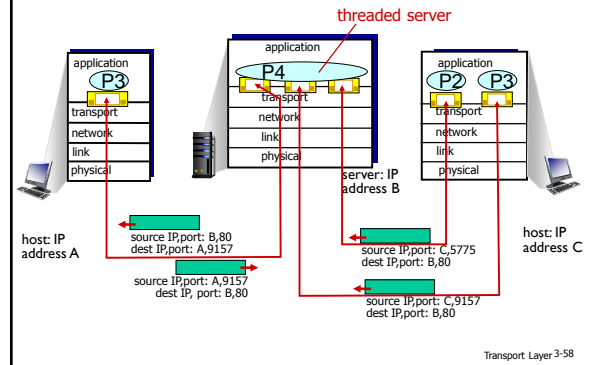 threaded server
application
P3
transport
network
link
physical
application
P4
transport
network
link
physical
server: IP
address B
application
P2 P3
transport
network
link
physical
host: IP
address A
source IP,port: B,80
dest IP,port: A,9157
source IP,port: A,9157
dest IP, port: B,80
source IP,port: C,5775
dest IP,port: B,80
source IP,port: C,9157
dest IP,port: B,80
host: IP
address C
Transport Layer 3-58